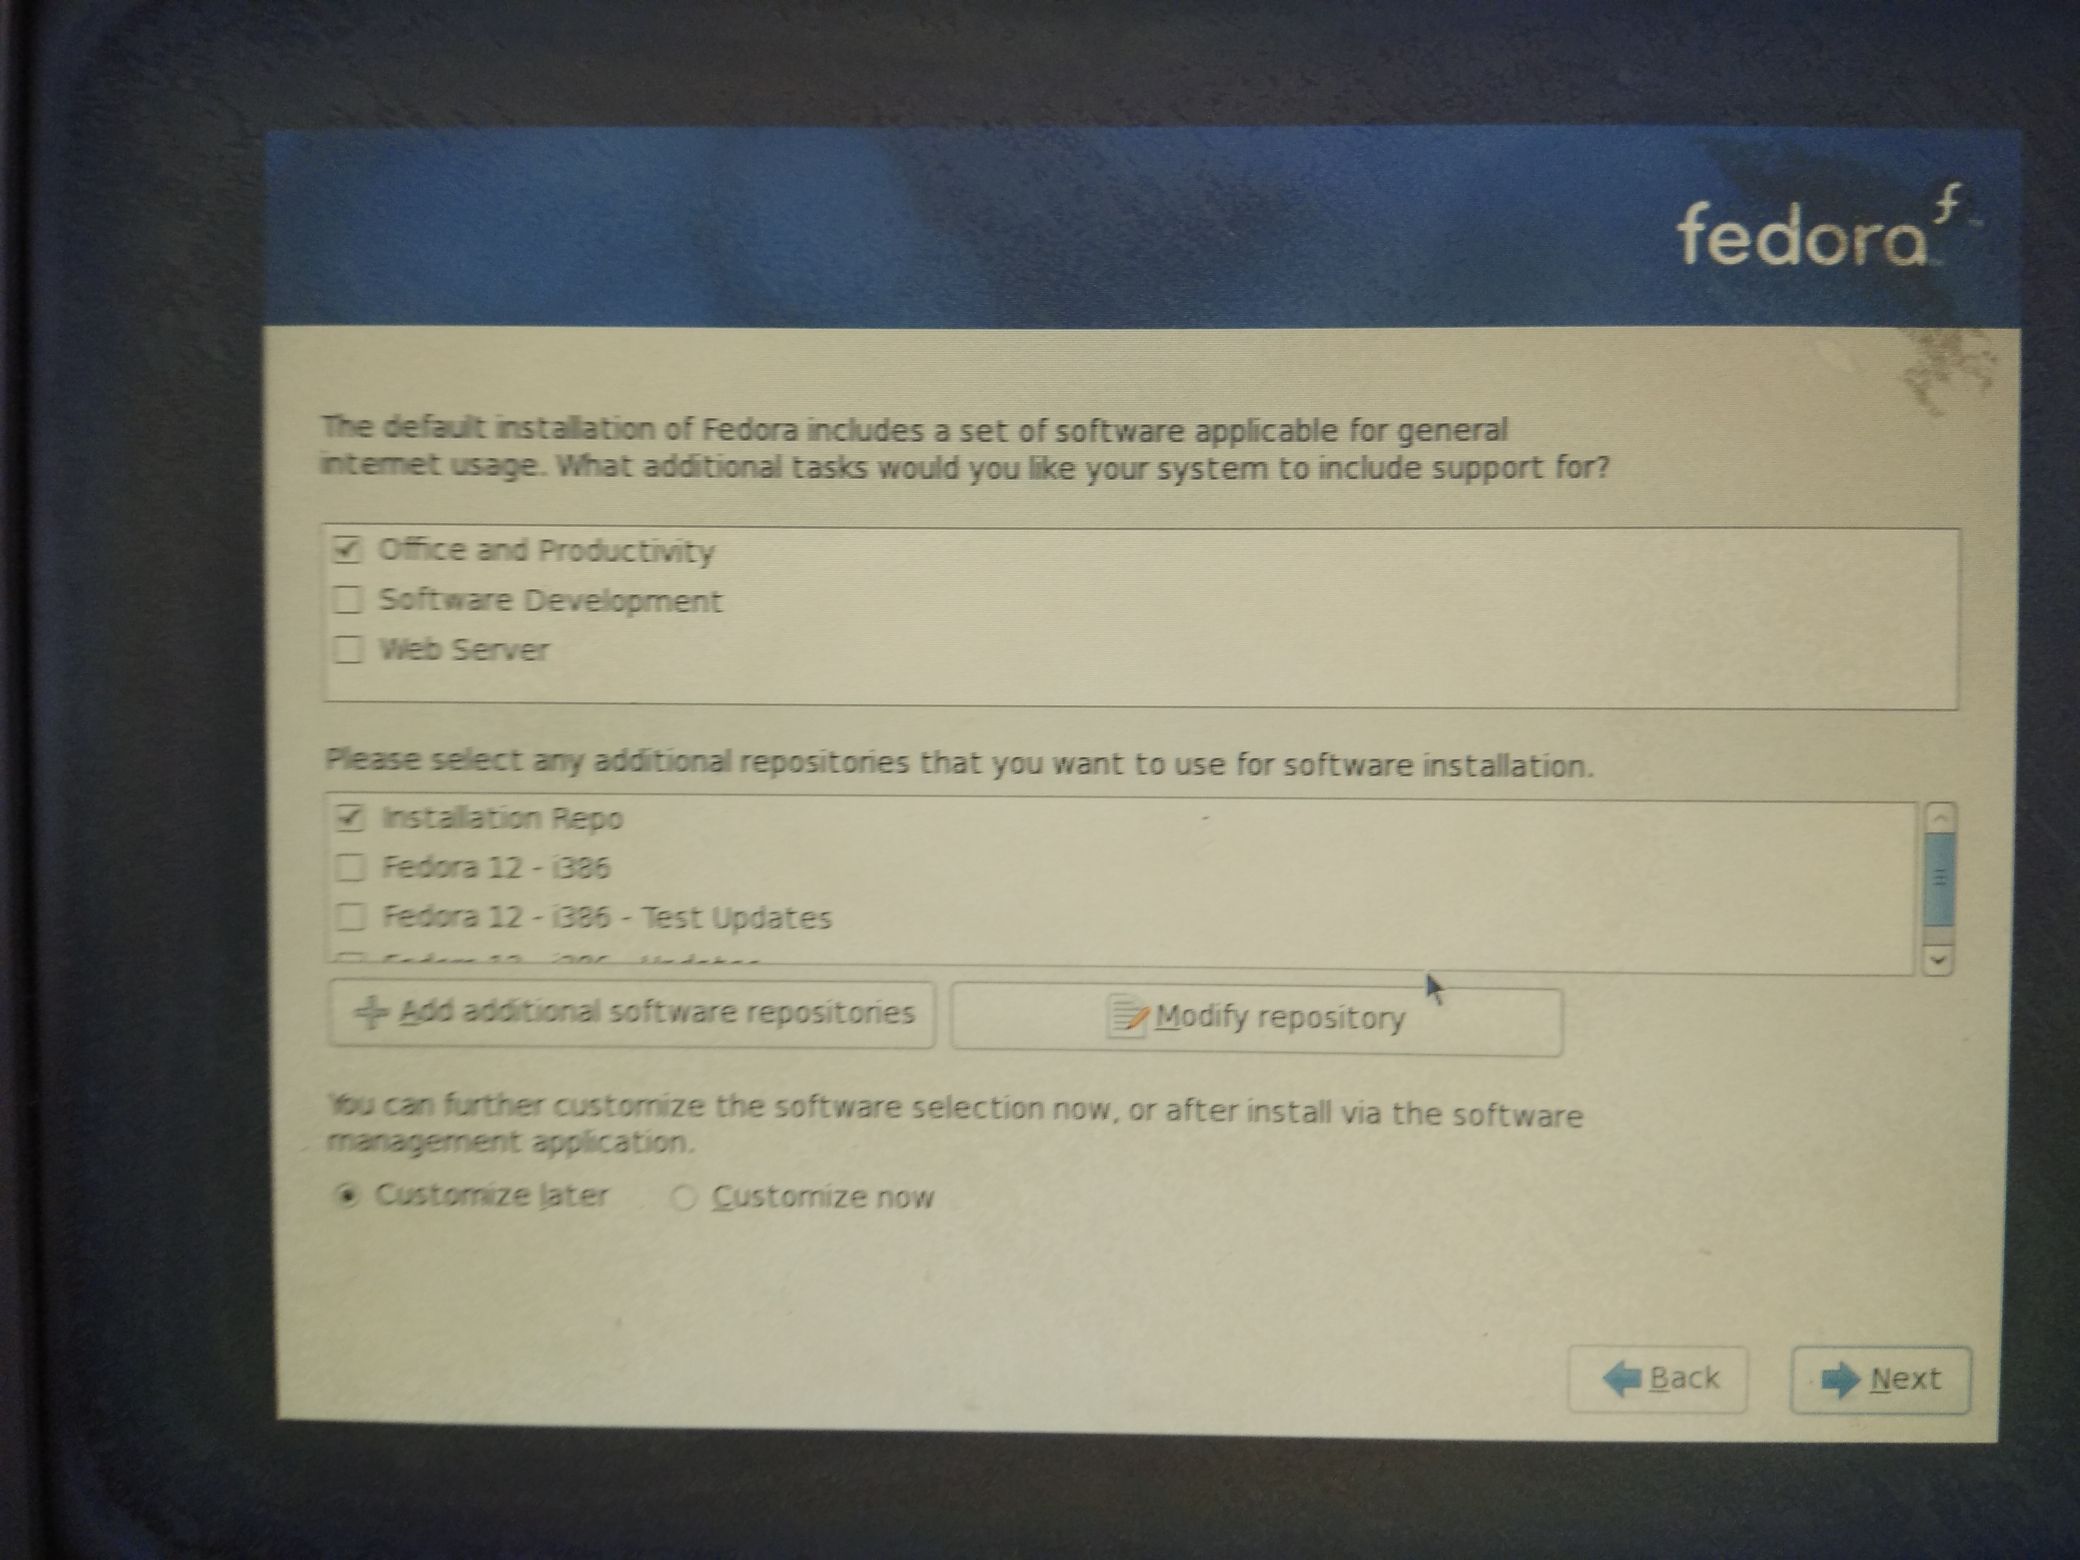 fedora
The default installation of Fedora includes a set of software applicable for general
internet usage. What additional tasks would you like your system to include support for?
Office and Productivity
Software Development
Web Server
Please select any additional repositories that you want to use for software installation.
Installation Repo
Fedora 12 - i386
Fedora 12 - i386 - Test Updates
Fedora 12 - i386 - Updates
Add additional software repositories
Modify repository
You can further customize the software selection now, or after install via the software
management application.
Customize later
Customize now
Back
Next